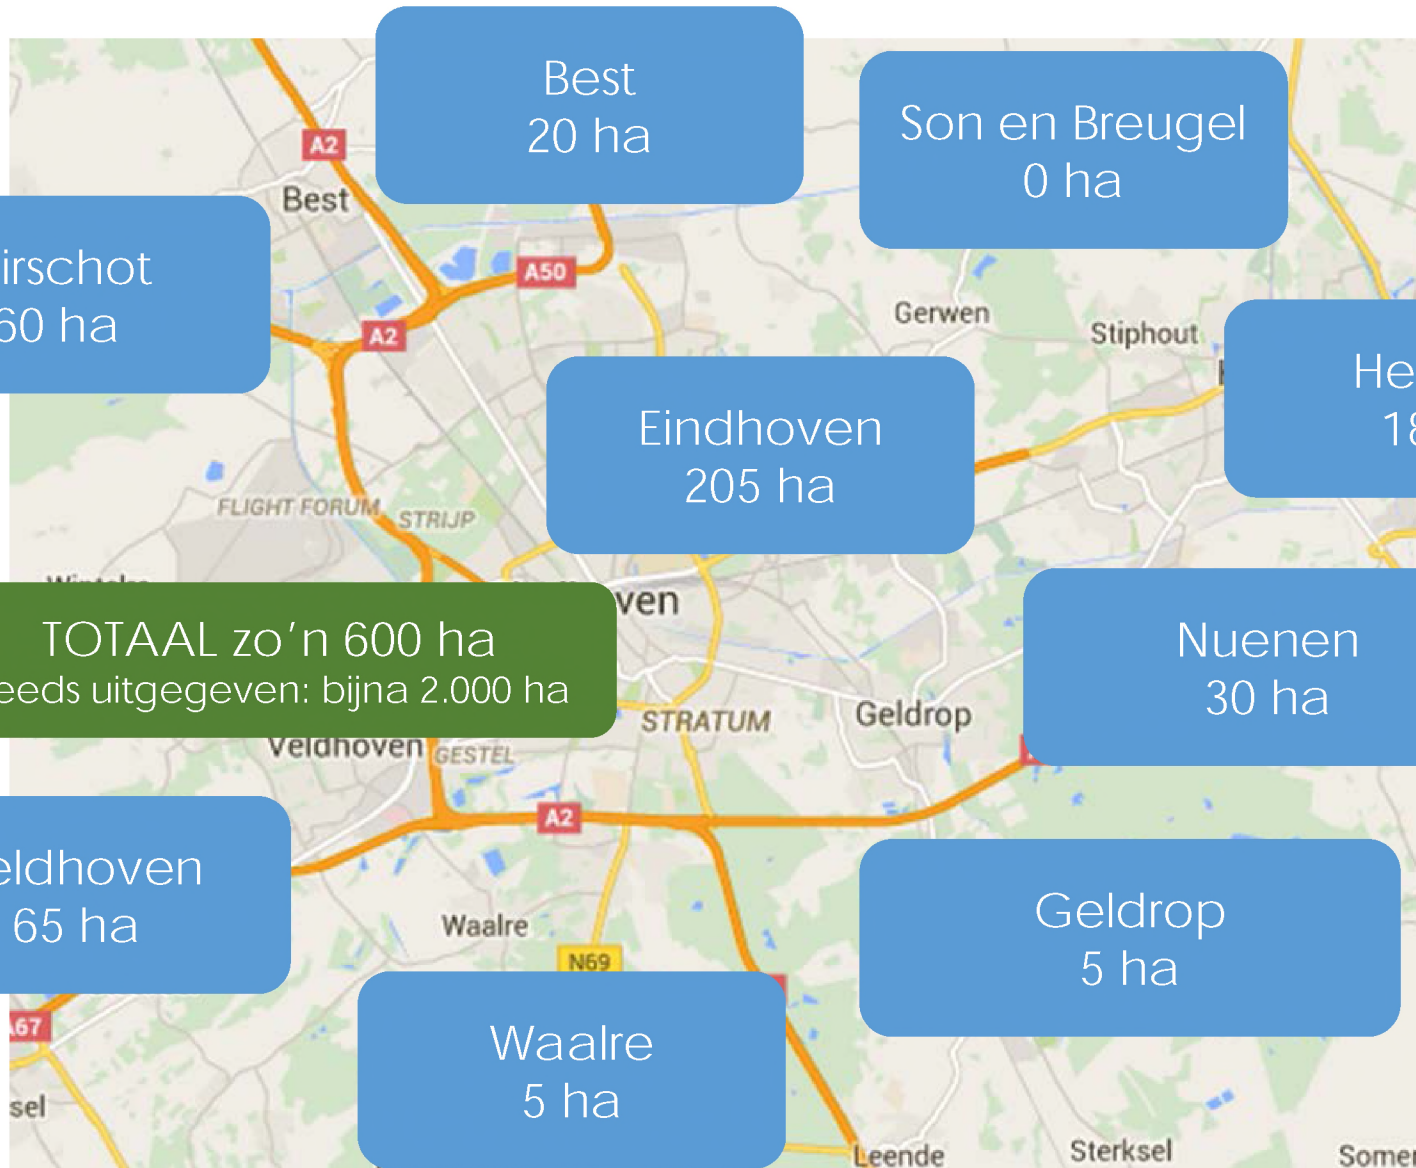 Best
20 ha
Son en Breugel
0 ha
A2
Best
irschot
60 ha
A50
A2
Gerwen
Stiphout
He
18
Eindhoven
205 ha
FLIGHT FORUM
STRIJP
ven
TOTAAL zo'n 600 ha
eeds uitgegeven: bijna 2.000 ha
Nuenen
30 ha
STRATUM
Geldrop
Veldhoven
GESTEL
A2
eldhoven
65 ha
Waalre
N69
Geldrop
5 ha
A67
Waalre
5 ha
sel
Leende
Sterksel
Somer